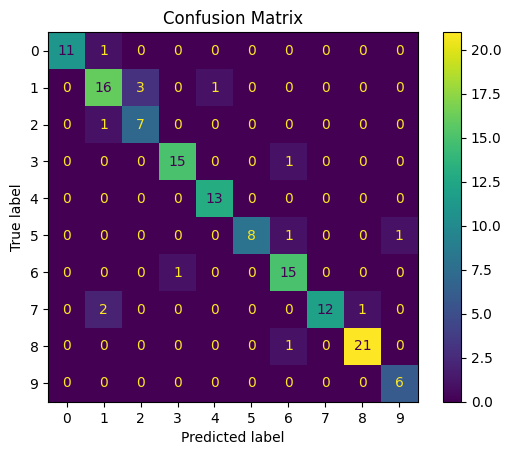 Confusion Matrix
True label
0 11 1 0 0 0 0 0 0 0 0
1 0 16 3 0 1 0 0 0 0 0
2 0 1 7 0 0 0 0 0 0 0
3 0 0 0 15 0 0 1 0 0 0
4 0 0 0 0 13 0 0 0 0 0
5 0 0 0 0 0 8 1 0 0 1
6 0 0 0 1 0 0 15 0 0 0
7 0 2 0 0 0 0 0 12 1 0
8 0 0 0 0 0 0 1 0 21 0
9 0 0 0 0 0 0 0 0 0 6
0 1 2 3 4 5 6 7 8 9
Predicted label
20.0
17.5
15.0
12.5
10.0
7.5
5.0
2.5
0.0